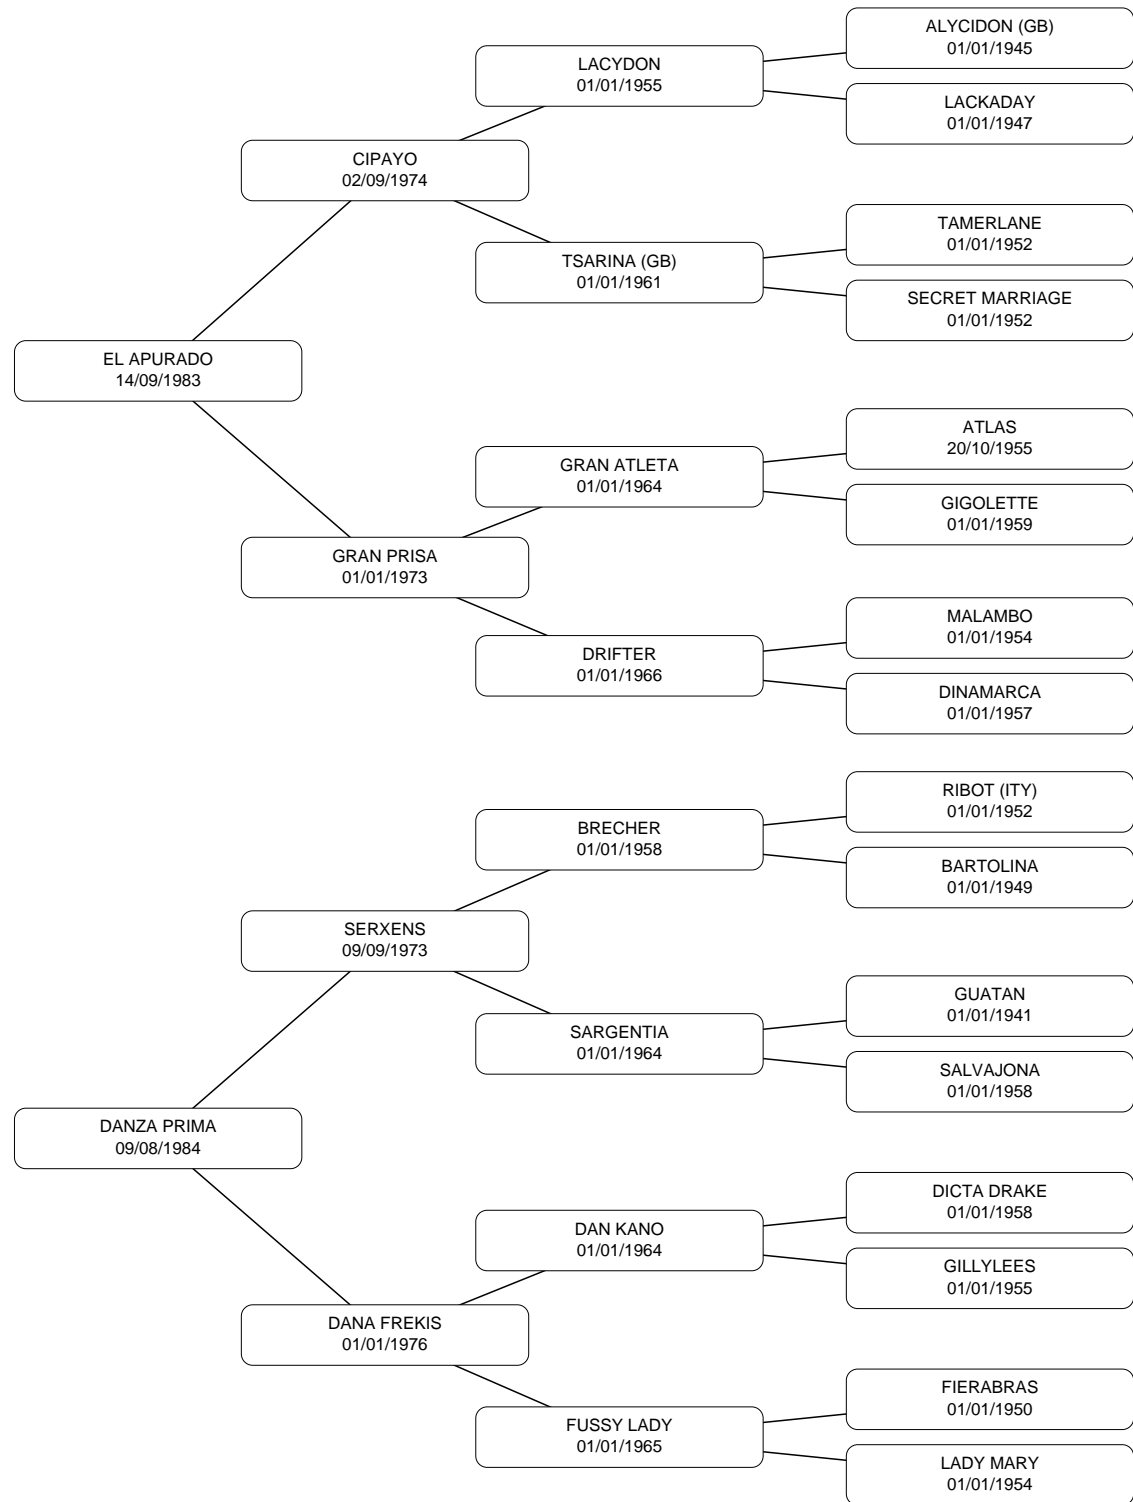 ALYCIDON (GB)
01/01/1945
LACYDON
01/01/1955
LACKADAY
01/01/1947
CIPAYO
02/09/1974
TAMERLANE
01/01/1952
TSARINA (GB)
01/01/1961
SECRET MARRIAGE
01/01/1952
EL APURADO
14/09/1983
ATLAS
20/10/1955
GRAN ATLETA
01/01/1964
GIGOLETTE
01/01/1959
GRAN PRISA
01/01/1973
MALAMBO
01/01/1954
DRIFTER
01/01/1966
DINAMARCA
01/01/1957
RIBOT (ITY)
01/01/1952
BRECHER
01/01/1958
BARTOLINA
01/01/1949
SERXENS
09/09/1973
GUATAN
01/01/1941
SARGENTIA
01/01/1964
SALVAJONA
01/01/1958
DANZA PRIMA
09/08/1984
DICTA DRAKE
01/01/1958
DAN KANO
01/01/1964
GILLYLEES
01/01/1955
DANA FREKIS
01/01/1976
FIERABRAS
01/01/1950
FUSSY LADY
01/01/1965
LADY MARY
01/01/1954